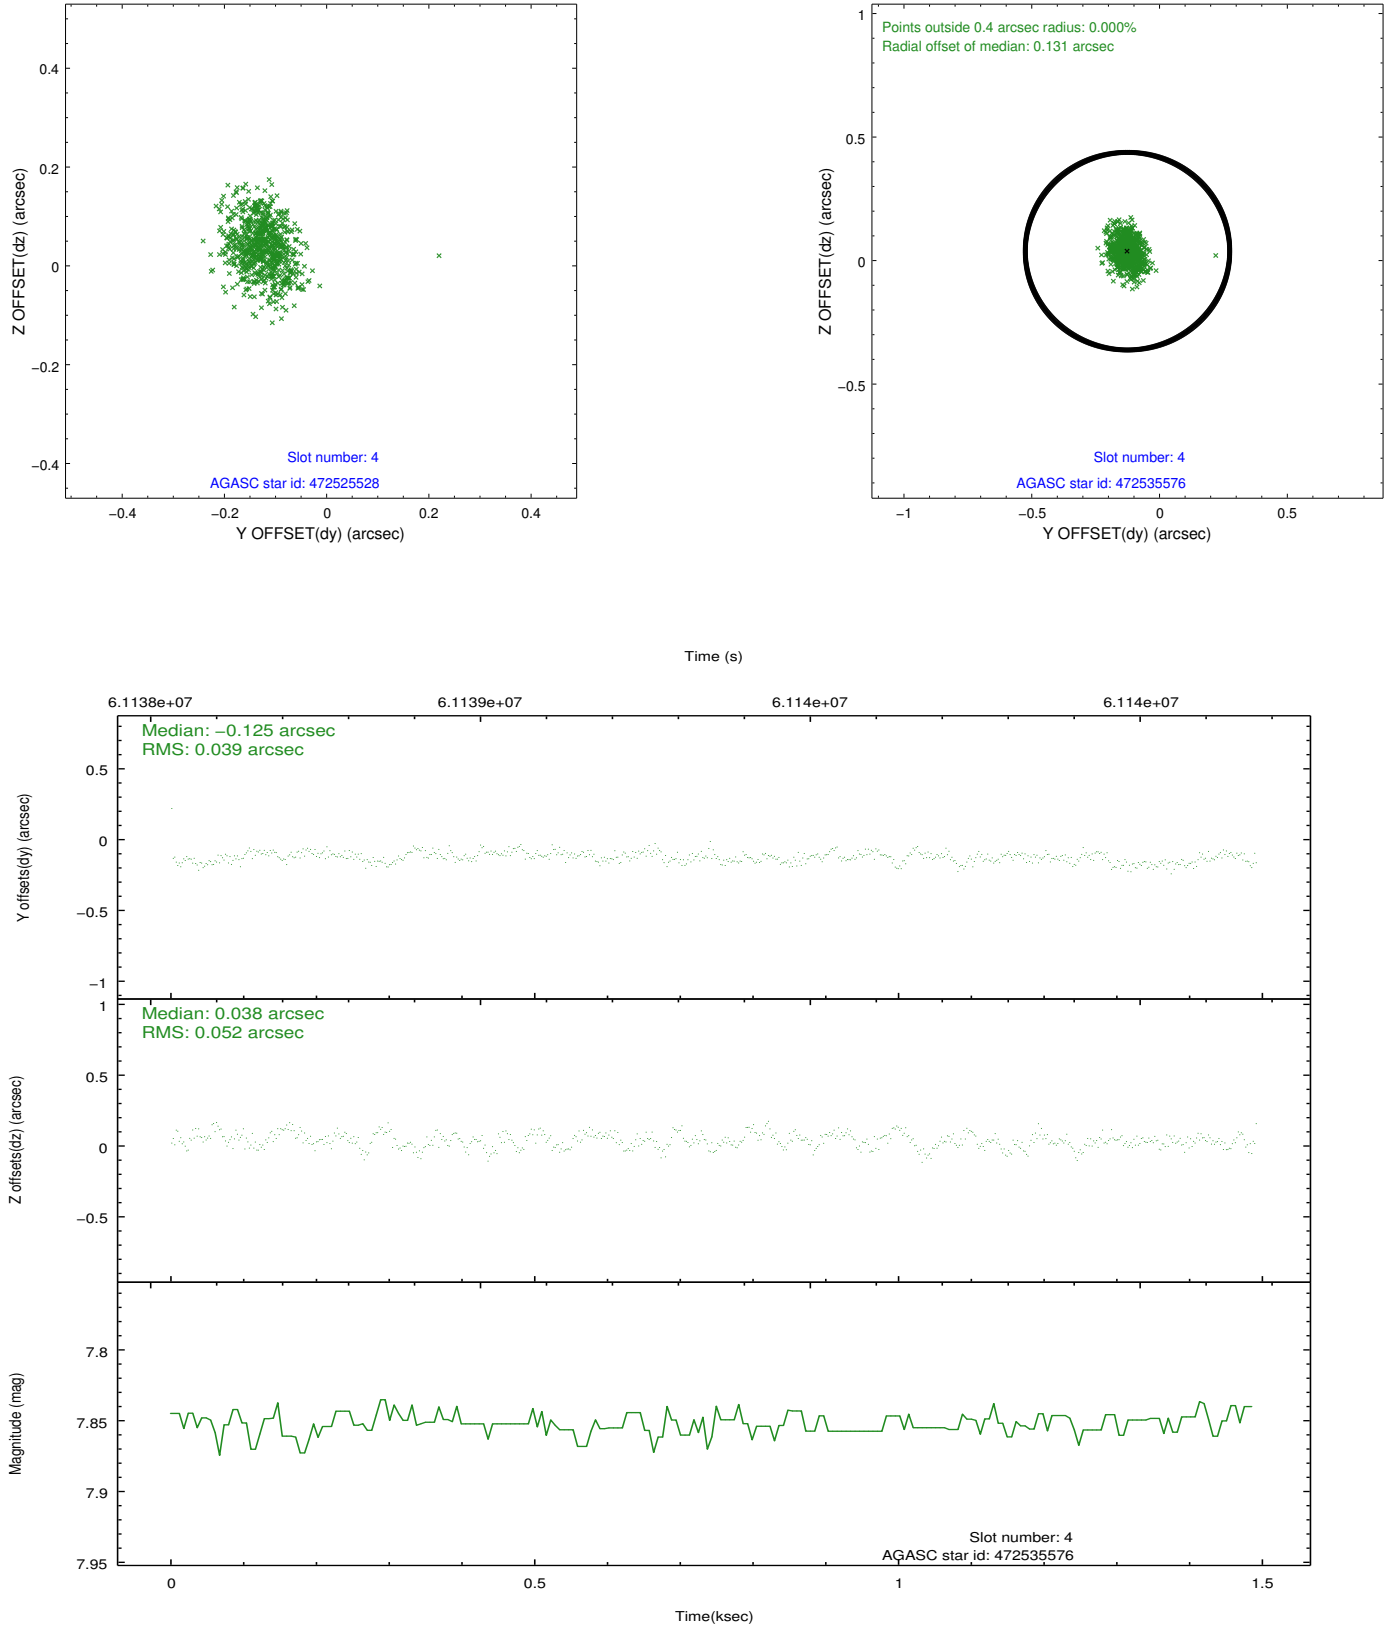 0.4
0.2
0
−0.2
−0.4
Z OFFSET(dz) (arcsec)
Slot number: 4
AGASC star id: 472525528
−0.4
−0.2
0
0.2
0.4
Y OFFSET(dy) (arcsec)
1
0.5
0
−0.5
Z OFFSET(dz) (arcsec)
Points outside 0.4 arcsec radius: 0.000%
Radial offset of median: 0.131 arcsec
Slot number: 4
AGASC star id: 472535576
−1
−0.5
0
0.5
Y OFFSET(dy) (arcsec)
Time (s)
6.1138e+07
6.1139e+07
6.114e+07
6.114e+07
Median: −0.125 arcsec
RMS: 0.039 arcsec
0.5
0
−0.5
−1
Y offsets(dy) (arcsec)
Median: 0.038 arcsec
RMS: 0.052 arcsec
1
0.5
0
−0.5
Z offsets(dz) (arcsec)
7.8
7.85
7.9
7.95
Magnitude (mag)
Slot number: 4
AGASC star id: 472535576
0
0.5
1
1.5
Time(ksec)